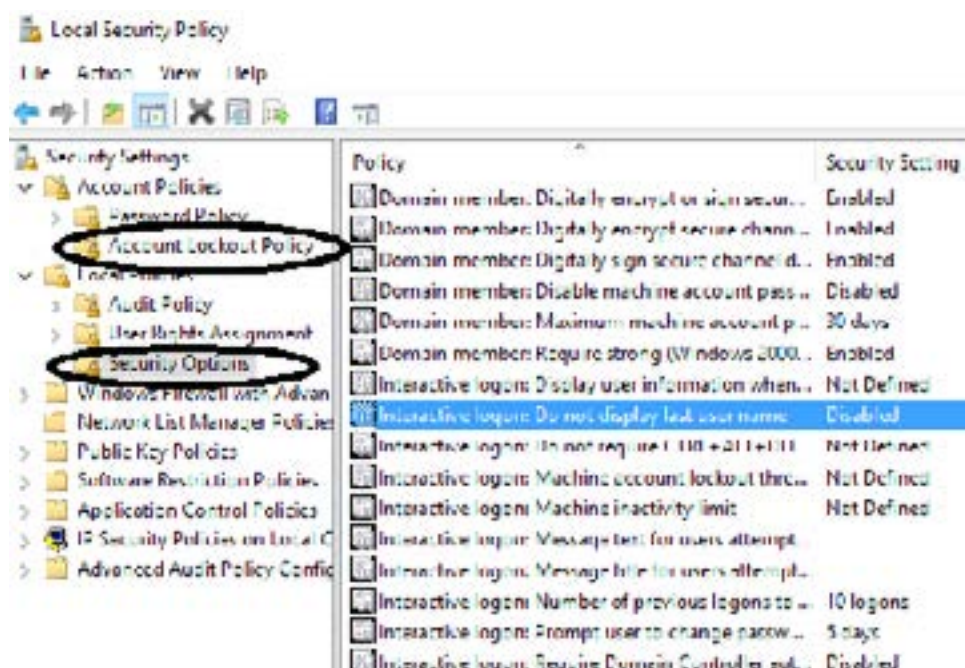 Local Security Policy
File Action View Help
Security Settings
Account Policies
Password Policy
Account Lockout Policy
Local Policies
Audit Policy
User Rights Assignment
Security Options
Windows Firewall with Advan
Network List Manager Policies
Public Key Policies
Software Restriction Policies
Application Control Policies
IP Security Policies on Local C
Advanced Audit Policy Config
Policy Security Setting
Domain member: Digitally encrypt or sign secur... Enabled
Domain member: Digitally encrypt secure chann... Enabled
Domain member: Digitally sign secure channel d... Enabled
Domain member: Disable machine account pass... Disabled
Domain member: Maximum machine account p... 30 days
Domain member: Require strong (Windows 2000... Enabled
Interactive logon: Display user information when... Not Defined
Interactive logon: Do not display last user name Disabled
Interactive logon: Do not require CTRL+ALT+DEL Not Defined
Interactive logon: Machine account lockout thre... Not Defined
Interactive logon: Machine inactivity limit Not Defined
Interactive logon: Message text for users attempt...
Interactive logon: Message title for users attempt...
Interactive logon: Number of previous logons to ... 10 logons
Interactive logon: Prompt user to change passw... 5 days
Interactive logon: Require Domain Controller aut... Disabled